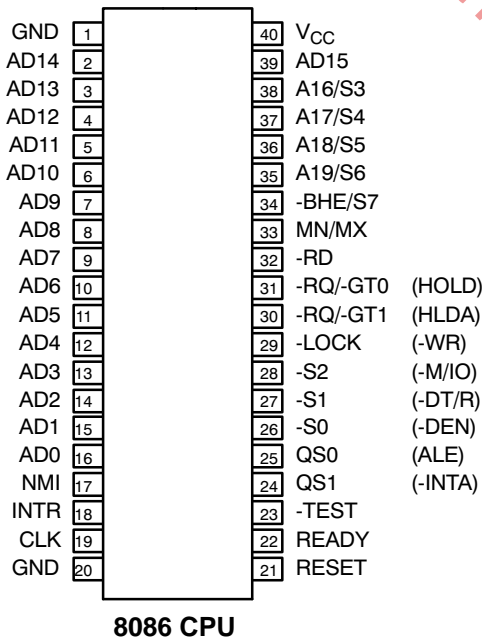 GND 1 40 VCC
AD14 2 39 AD15
AD13 3 38 A16/S3
AD12 4 37 A17/S4
AD11 5 36 A18/S5
AD10 6 35 A19/S6
AD9 7 34 -BHE/S7
AD8 8 33 MN/MX
AD7 9 32 -RD
AD6 10 31 -RQ/-GT0 (HOLD)
AD5 11 30 -RQ/-GT1 (HLDA)
AD4 12 29 -LOCK (-WR)
AD3 13 28 -S2 (-M/IO)
AD2 14 27 -S1 (-DT/R)
AD1 15 26 -S0 (-DEN)
AD0 16 25 QS0 (ALE)
NMI 17 24 QS1 (-INTA)
INTR 18 23 -TEST
CLK 19 22 READY
GND 20 21 RESET
8086 CPU